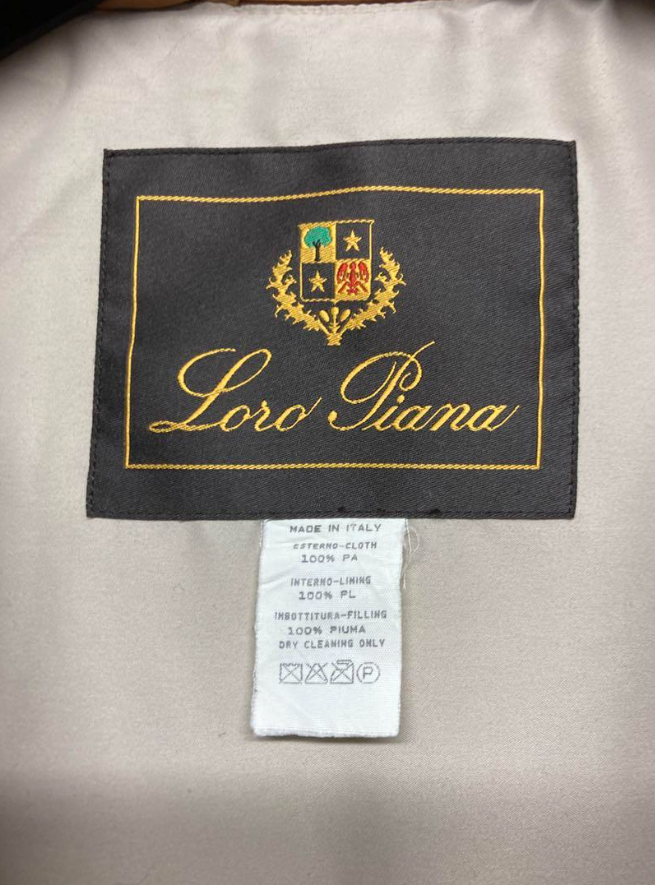 Loro Piana
MADE IN ITALY
ESTERNO-CLOTH
100% PA
INTERNO-LINING
100% PL
IMBOTTITURA-FILLING
100% PIUMA
DRY CLEANING ONLY
P